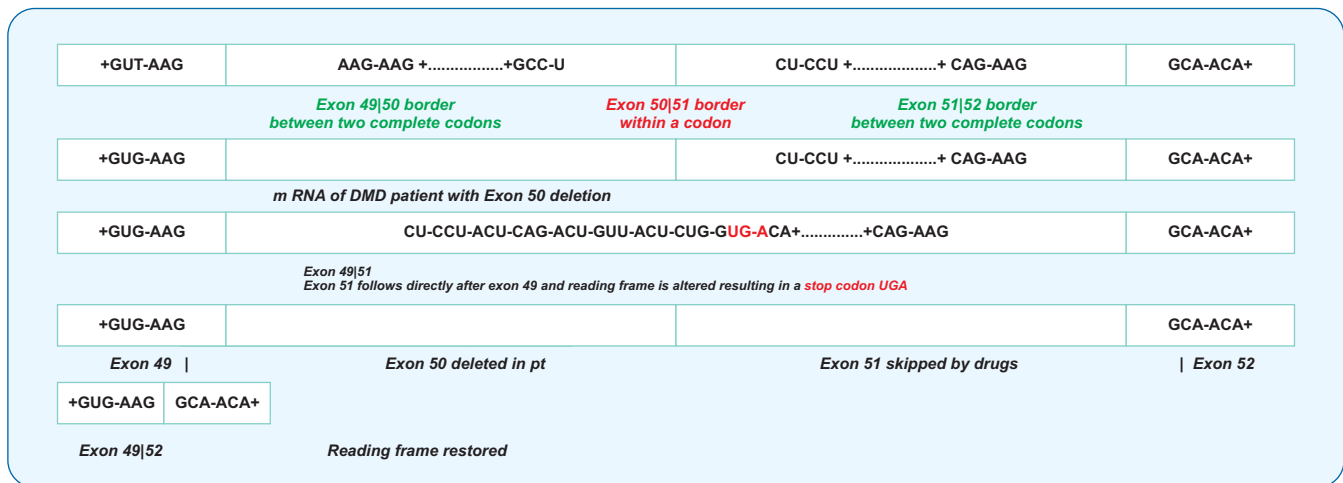 +GUT-AAG AAG-AAG +.................+GCC-U CU-CCU +...................+ CAG-AAG GCA-ACA+
Exon 49|50 border Exon 50|51 border Exon 51|52 border
between two complete codons within a codon between two complete codons
+GUG-AAG CU-CCU +...................+ CAG-AAG GCA-ACA+
m RNA of DMD patient with Exon 50 deletion
+GUG-AAG CU-CCU-ACU-CAG-ACU-GUU-ACU-CUG-GUG-ACA+..............+CAG-AAG GCA-ACA+
Exon 49|51
Exon 51 follows directly after exon 49 and reading frame is altered resulting in a stop codon UGA
+GUG-AAG GCA-ACA+
Exon 49 | Exon 50 deleted in pt Exon 51 skipped by drugs | Exon 52
+GUG-AAG GCA-ACA+
Exon 49|52 Reading frame restored